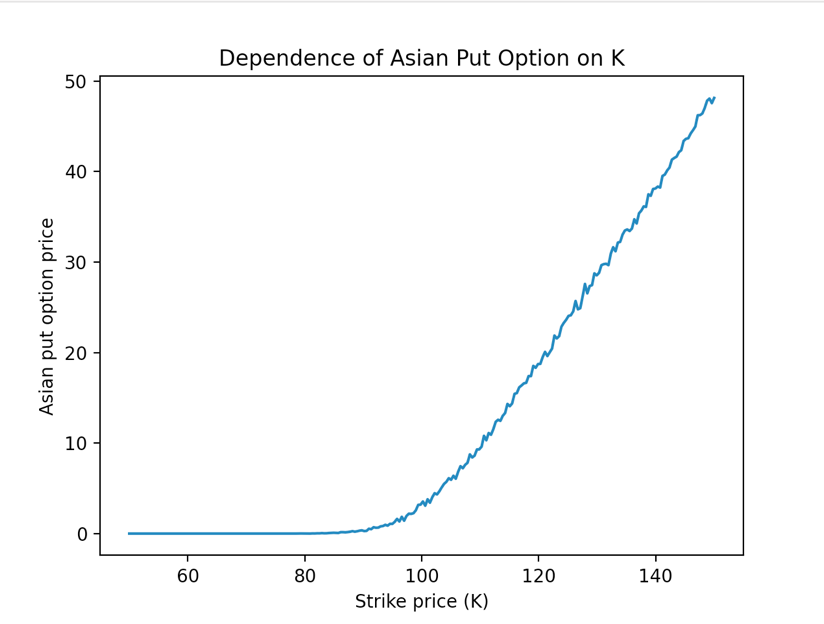 Dependence of Asian Put Option on K
50
40
30
20
10
0
Asian put option price
60 80 100 120 140
Strike price (K)